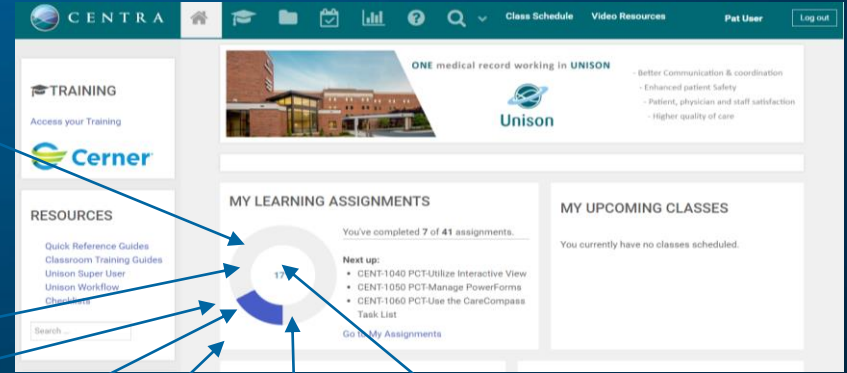 CENTRA
Class Schedule
Video Resources
Pat User
Log out
TRAINING
Access your Training
Cerner
RESOURCES
Quick Reference Guides
Classroom Training Guides
Unison Super User
Unison Workflow
Checklists
Search ...
ONE medical record working in UNISON
Unison
- Better Communication & coordination
- Enhanced patient Safety
- Patient, physician and staff satisfaction
- Higher quality of care
MY LEARNING ASSIGNMENTS
17
You've completed 7 of 41 assignments.
Next up:
• CENT-1040 PCT-Utilize Interactive View
• CENT-1050 PCT-Manage PowerForms
• CENT-1060 PCT-Use the CareCompass
Task List
Go to My Assignments
MY UPCOMING CLASSES
You currently have no classes scheduled.